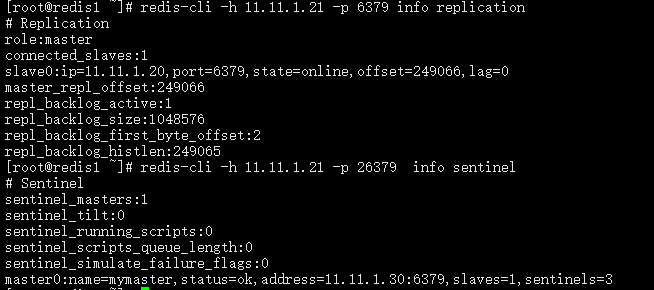 [root@redis1 ~]# redis-cli -h 11.11.1.21 -p 6379 info replication
# Replication
role:master
connected_slaves:1
slave0:ip=11.11.1.20,port=6379,state=online,offset=249066,lag=0
master_repl_offset:249066
repl_backlog_active:1
repl_backlog_size:1048576
repl_backlog_first_byte_offset:2
repl_backlog_histlen:249065
[root@redis1 ~]# redis-cli -h 11.11.1.21 -p 26379  info sentinel
# Sentinel
sentinel_masters:1
sentinel_tilt:0
sentinel_running_scripts:0
sentinel_scripts_queue_length:0
sentinel_simulate_failure_flags:0
master0:name=mymaster,status=ok,address=11.11.1.30:6379,slaves=1,sentinels=3